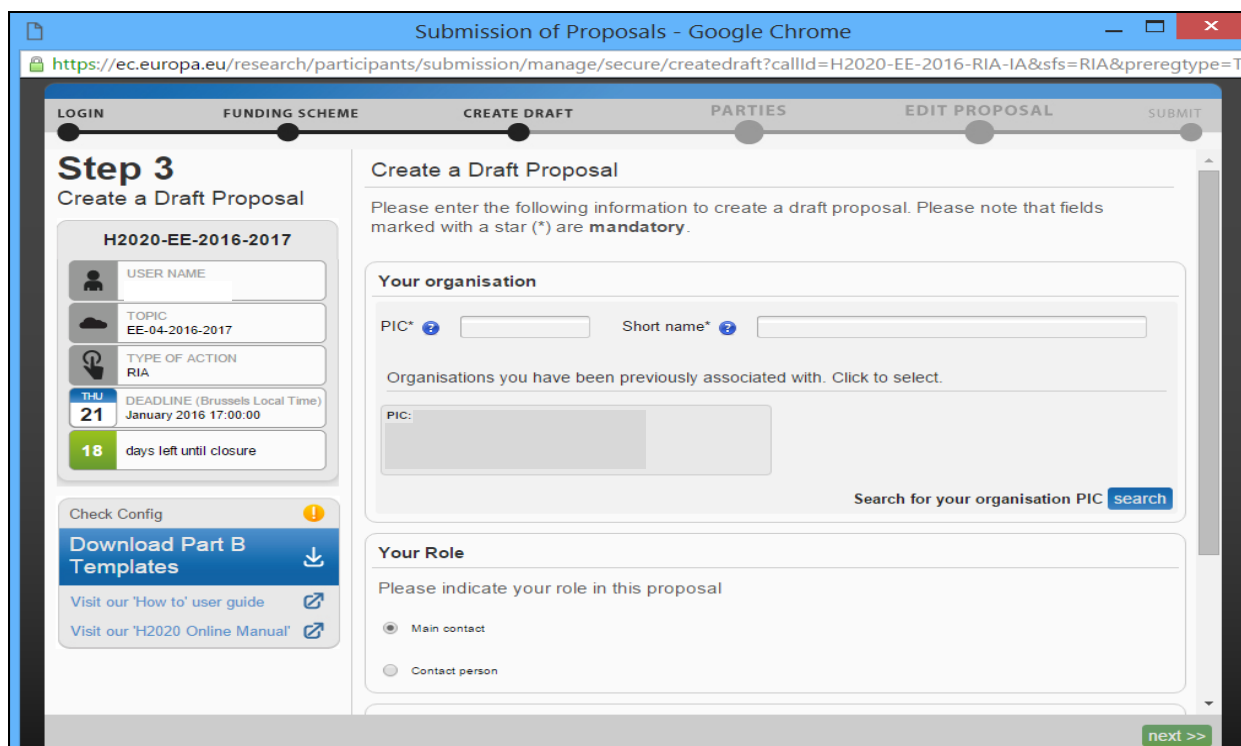 Submission of Proposals - Google Chrome
https://ec.europa.eu/research/participants/submission/manage/secure/createdraft?callId=H2020-EE-2016-RIA-IA&sfs=RIA&preregtype=T
LOGIN FUNDING SCHEME CREATE DRAFT PARTIES EDIT PROPOSAL SUBMIT
Step 3
Create a Draft Proposal
H2020-EE-2016-2017
USER NAME
TOPIC
EE-04-2016-2017
TYPE OF ACTION
RIA
THU
21
DEADLINE (Brussels Local Time)
January 2016 17:00:00
18 days left until closure
Check Config
Download Part B
Templates
Visit our 'How to' user guide
Visit our 'H2020 Online Manual'
Create a Draft Proposal
Please enter the following information to create a draft proposal. Please note that fields
marked with a star (*) are mandatory.
Your organisation
PIC* ? Short name* ?
Organisations you have been previously associated with. Click to select.
PIC:
Search for your organisation PIC search
Your Role
Please indicate your role in this proposal
Main contact
Contact person
next >>